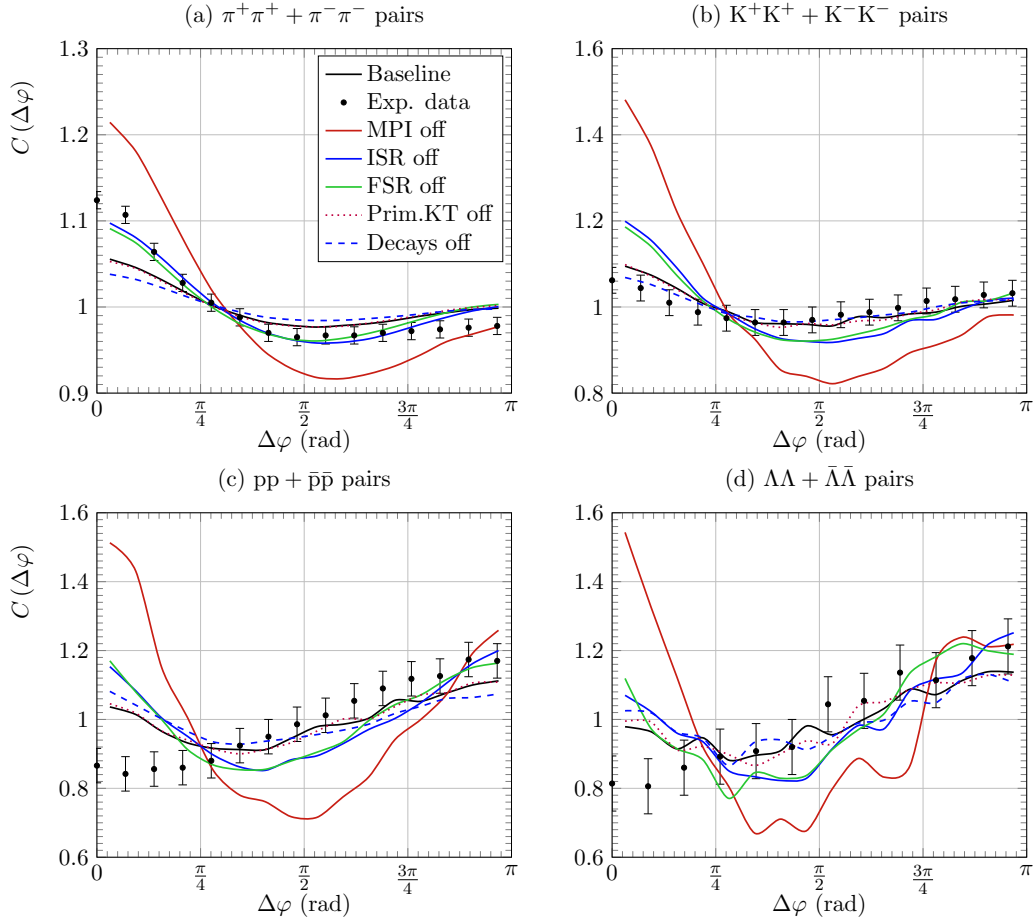 (a) π⁺π⁺ + π⁻π⁻ pairs
(b) K⁺K⁺ + K⁻K⁻ pairs
C (Δφ)
1.3
1.2
1.1
1
0.9
0 π/4 π/2 3π/4 π
Δφ (rad)
Baseline
Exp. data
MPI off
ISR off
FSR off
Prim.KT off
Decays off
1.6
1.4
1.2
1
0.8
0 π/4 π/2 3π/4 π
Δφ (rad)
(c) pp + p̄p̄ pairs
(d) ΛΛ + Λ̄Λ̄ pairs
C (Δφ)
1.6
1.4
1.2
1
0.8
0.6
0 π/4 π/2 3π/4 π
Δφ (rad)
1.6
1.4
1.2
1
0.8
0.6
0 π/4 π/2 3π/4 π
Δφ (rad)